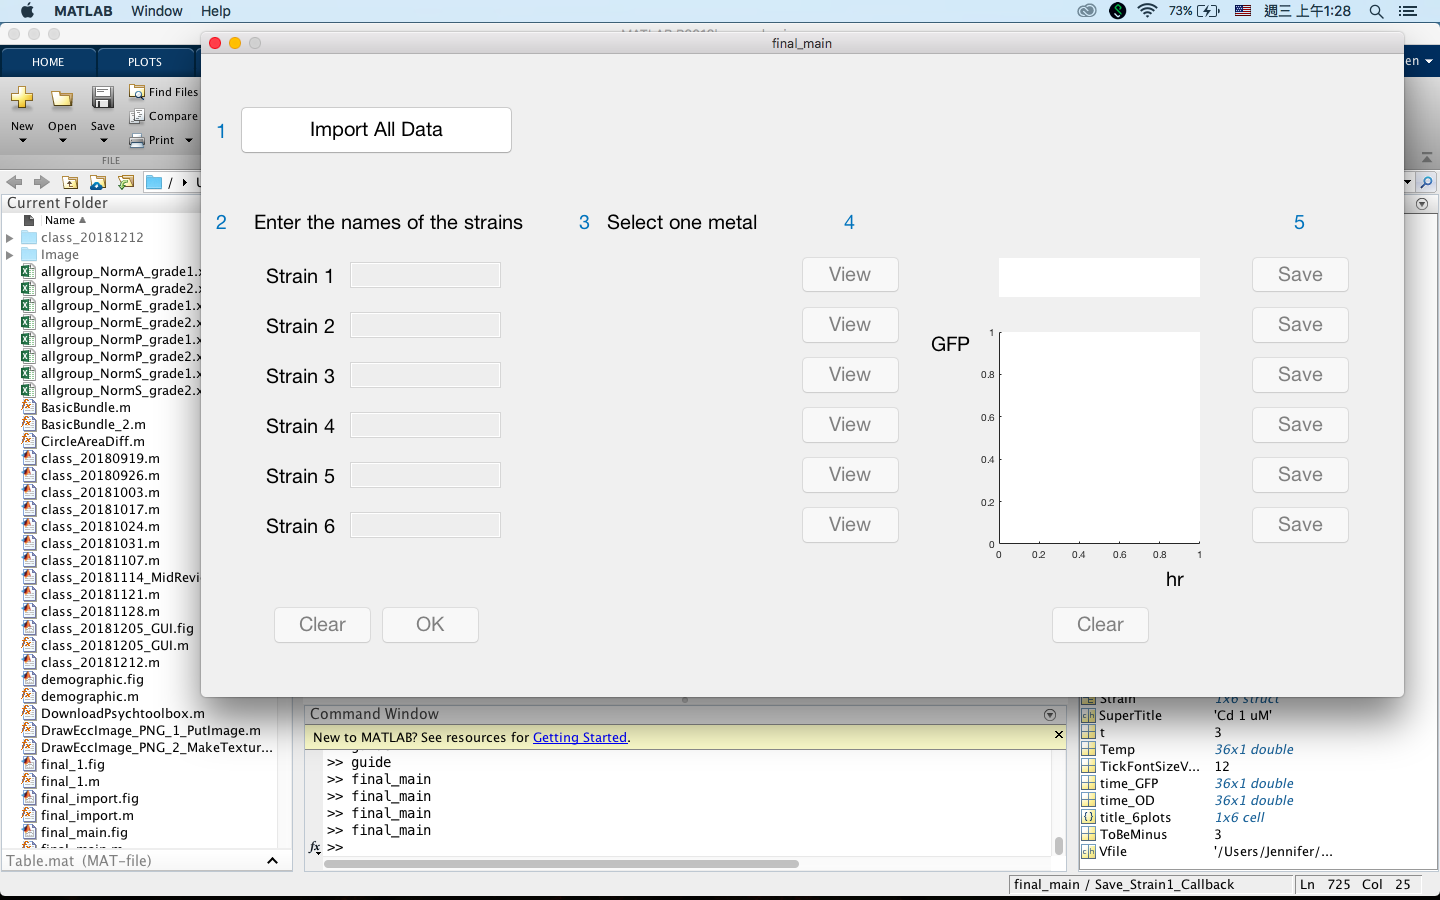 MATLAB Window Help
73% 週三 上午1:28
final_main
HOME PLOTS
en
New Open Save
Find Files
Compare
Print
FILE
/
Current Folder
Name
class_20181212
Image
allgroup_NormA_grade1.x
allgroup_NormA_grade2.x
allgroup_NormE_grade1.x
allgroup_NormE_grade2.x
allgroup_NormP_grade1.x
allgroup_NormP_grade2.x
allgroup_NormS_grade1.x
allgroup_NormS_grade2.x
BasicBundle.m
BasicBundle_2.m
CircleAreaDiff.m
class_20180919.m
class_20180926.m
class_20181003.m
class_20181017.m
class_20181024.m
class_20181031.m
class_20181107.m
class_20181114_MidRevi
class_20181121.m
class_20181128.m
class_20181205_GUI.fig
class_20181205_GUI.m
class_20181212.m
demographic.fig
demographic.m
DownloadPsychtoolbox.m
DrawEccImage_PNG_1_PutImage.m
DrawEccImage_PNG_2_MakeTextur...
final_1.fig
final_1.m
final_import.fig
final_import.m
final_main.fig
Table.mat (MAT-file)
1 Import All Data
2 Enter the names of the strains
Strain 1
Strain 2
Strain 3
Strain 4
Strain 5
Strain 6
Clear OK
3 Select one metal
4
View
View
View
View
View
View
GFP
1
0.8
0.6
0.4
0.2
0
0 0.2 0.4 0.6 0.8 1
hr
Clear
5
Save
Save
Save
Save
Save
Save
Command Window
New to MATLAB? See resources for Getting Started.
>> guide
>> final_main
>> final_main
>> final_main
>> final_main
fx >>
Strain 1x6 struct
SuperTitle 'Cd 1 uM'
t 3
Temp 36x1 double
TickFontSizeV... 12
time_GFP 36x1 double
time_OD 36x1 double
title_6plots 1x6 cell
ToBeMinus 3
Vfile '/Users/Jennifer/...
final_main / Save_Strain1_Callback Ln 725 Col 25